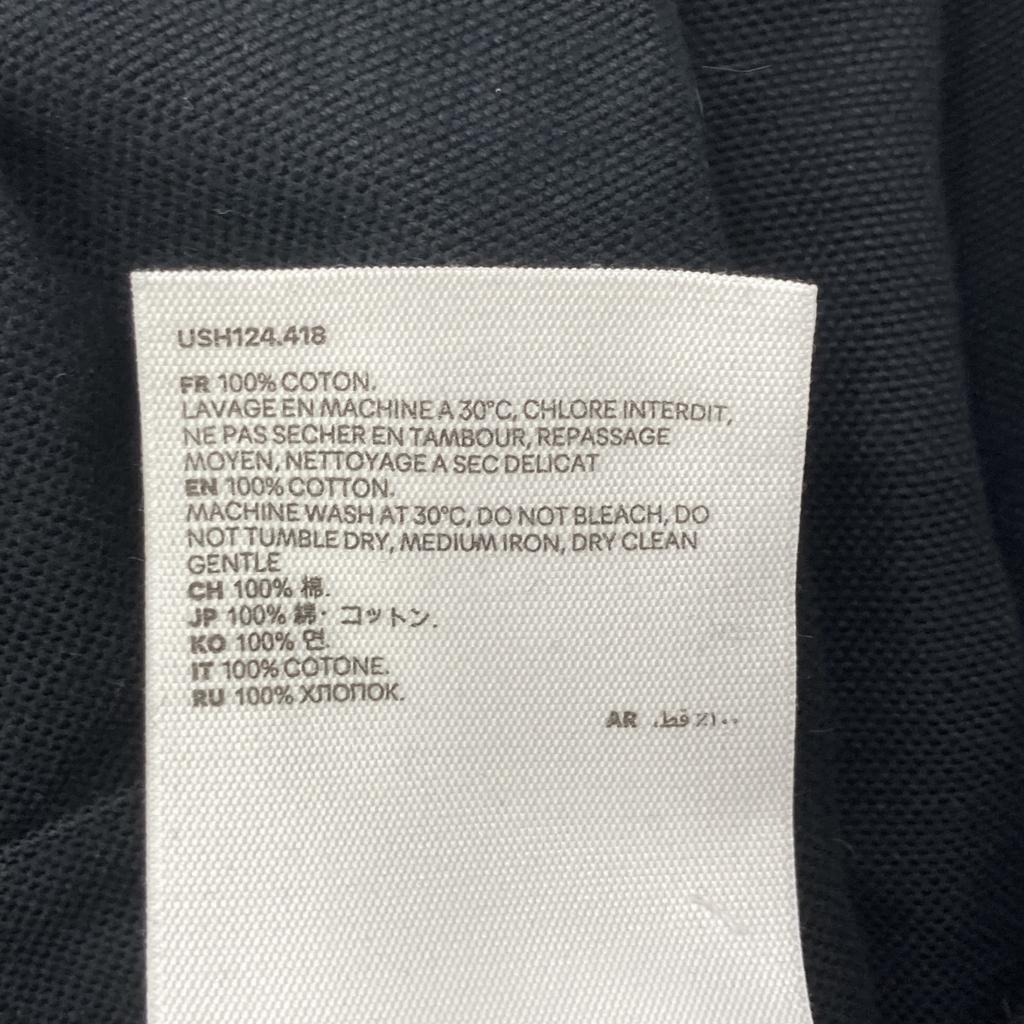 USH124.418
FR 100% COTON.
LAVAGE EN MACHINE A 30°C, CHLORE INTERDIT,
NE PAS SECHER EN TAMBOUR, REPASSAGE
MOYEN, NETTOYAGE A SEC DELICAT
EN 100% COTTON.
MACHINE WASH AT 30°C, DO NOT BLEACH, DO
NOT TUMBLE DRY, MEDIUM IRON, DRY CLEAN
GENTLE
CH 100% 棉.
JP 100% 綿・コットン.
KO 100% 면.
IT 100% COTONE.
RU 100% ХЛОПОК.
AR ١٠٠٪ قط.